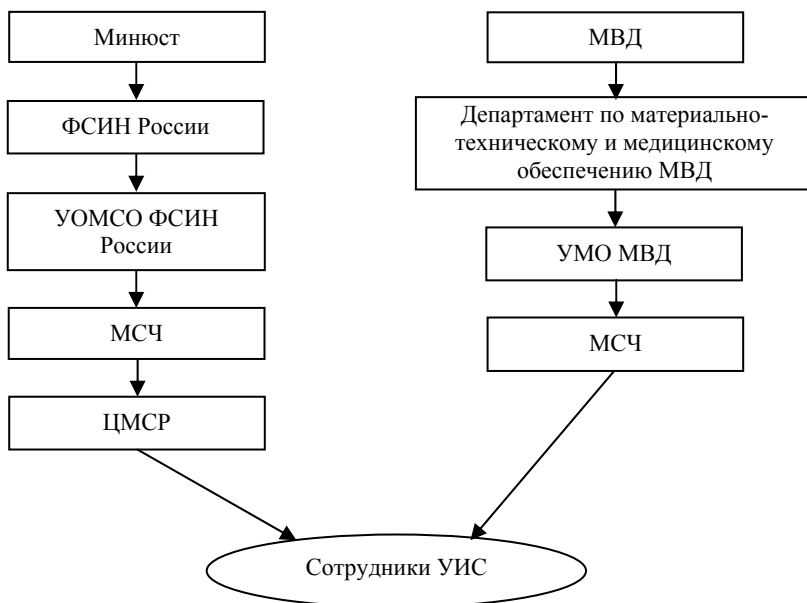 Минюст
ФСИН России
УОМСО ФСИН
России
МСЧ
ЦМСР
МВД
Департамент по материально-
техническому и медицинскому
обеспечению МВД
УМО МВД
МСЧ
Сотрудники УИС